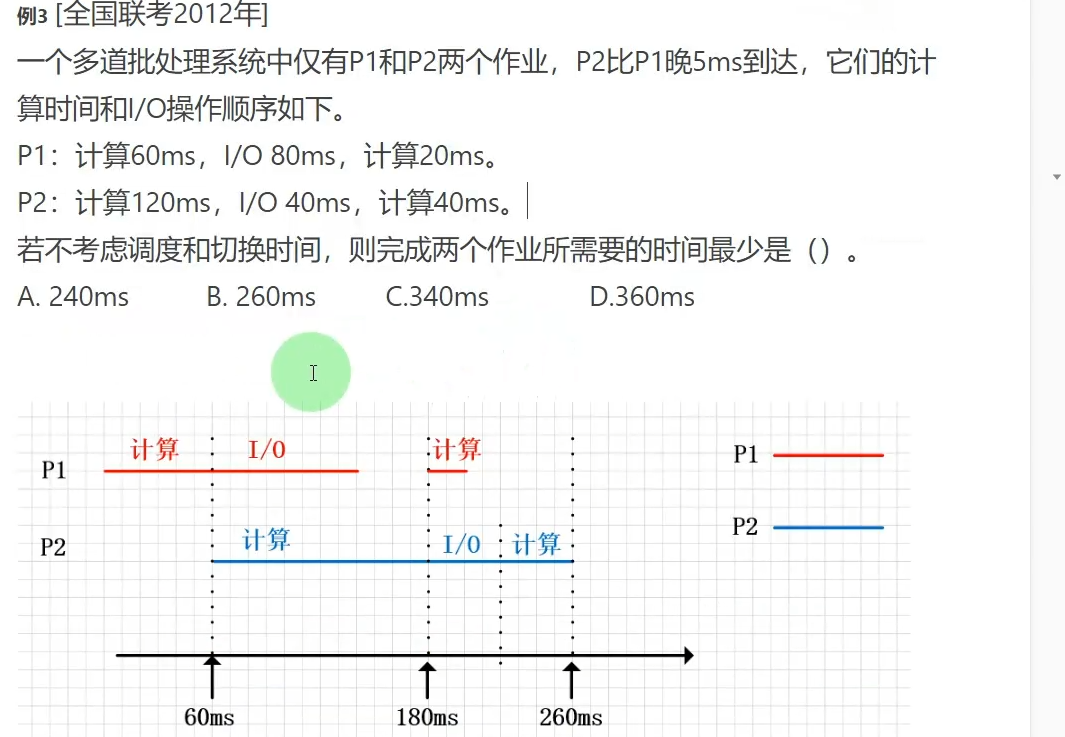 例3 [全国联考2012年]
一个多道批处理系统中仅有P1和P2两个作业，P2比P1晚5ms到达，它们的计
算时间和I/O操作顺序如下。
P1：计算60ms，I/O 80ms，计算20ms。
P2：计算120ms，I/O 40ms，计算40ms。
若不考虑调度和切换时间，则完成两个作业所需要的时间最少是（）。
A. 240ms B. 260ms C.340ms D.360ms
计算 I/O 计算
P1
P1
计算 I/O 计算
P2
P2
60ms 180ms 260ms